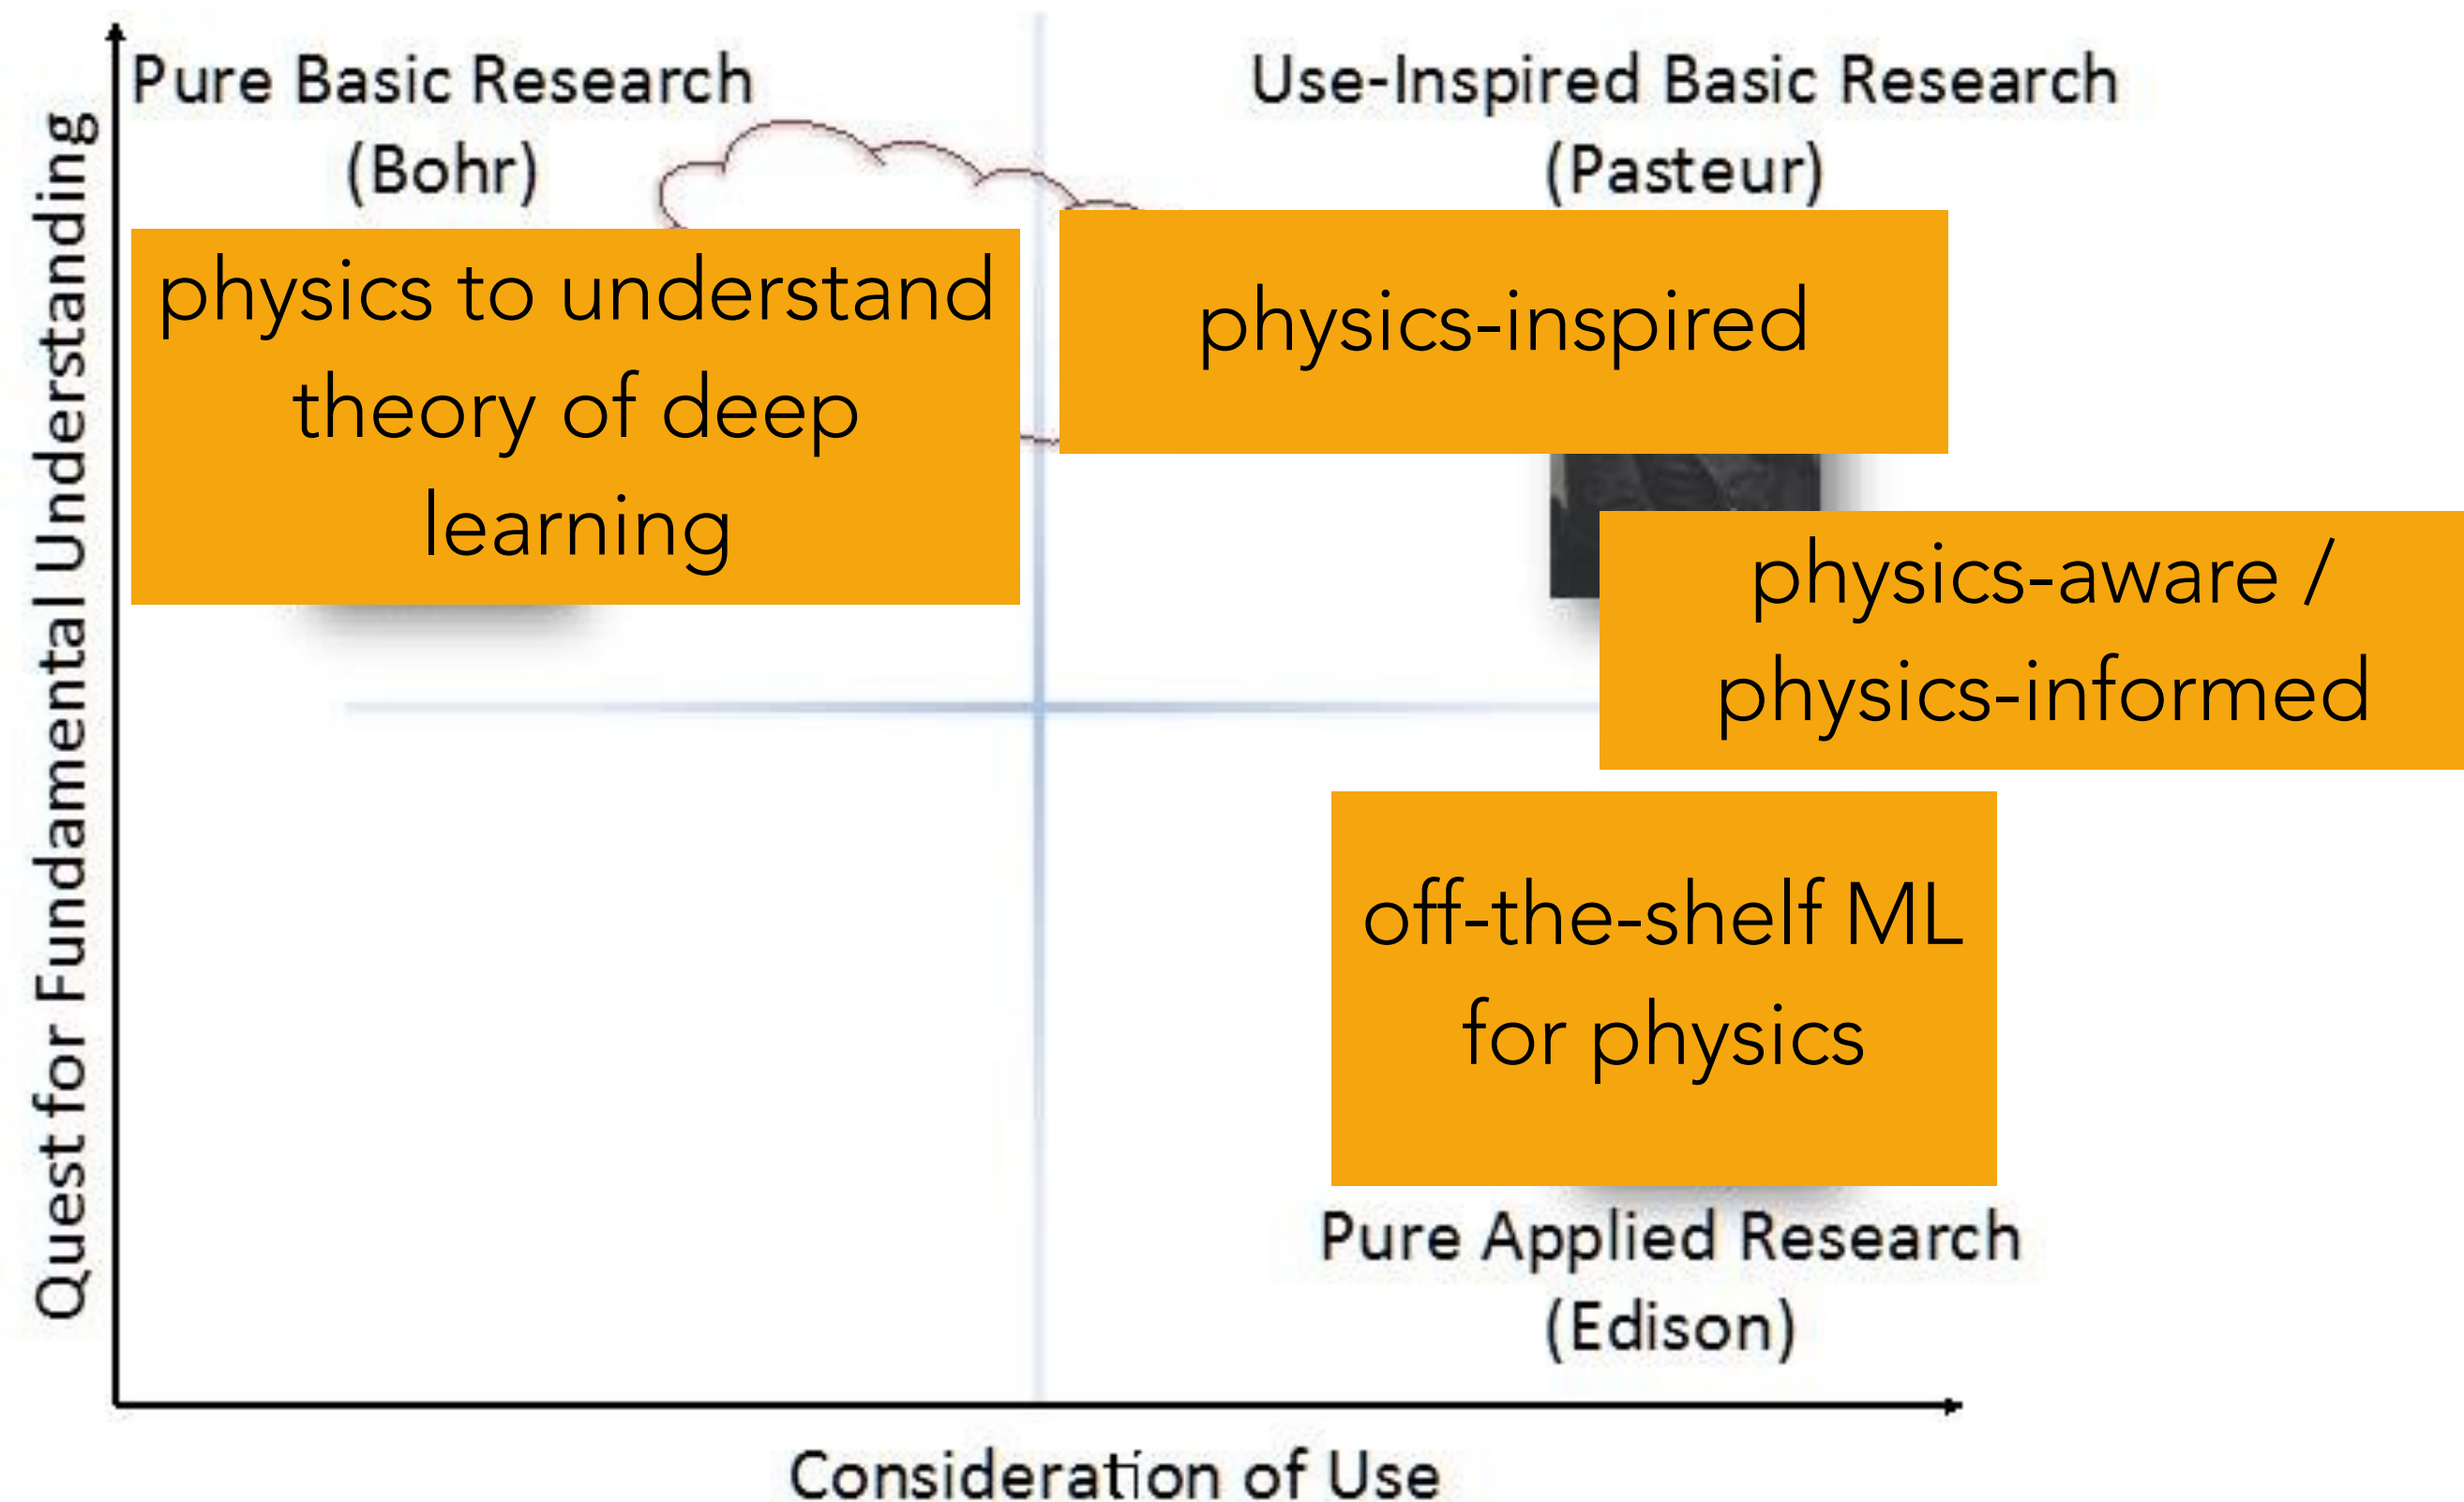 Quest for Fundamental Understanding
Pure Basic Research
(Bohr)
Use-Inspired Basic Research
(Pasteur)
physics to understand
theory of deep
learning
physics-inspired
physics-aware /
physics-informed
off-the-shelf ML
for physics
Pure Applied Research
(Edison)
Consideration of Use